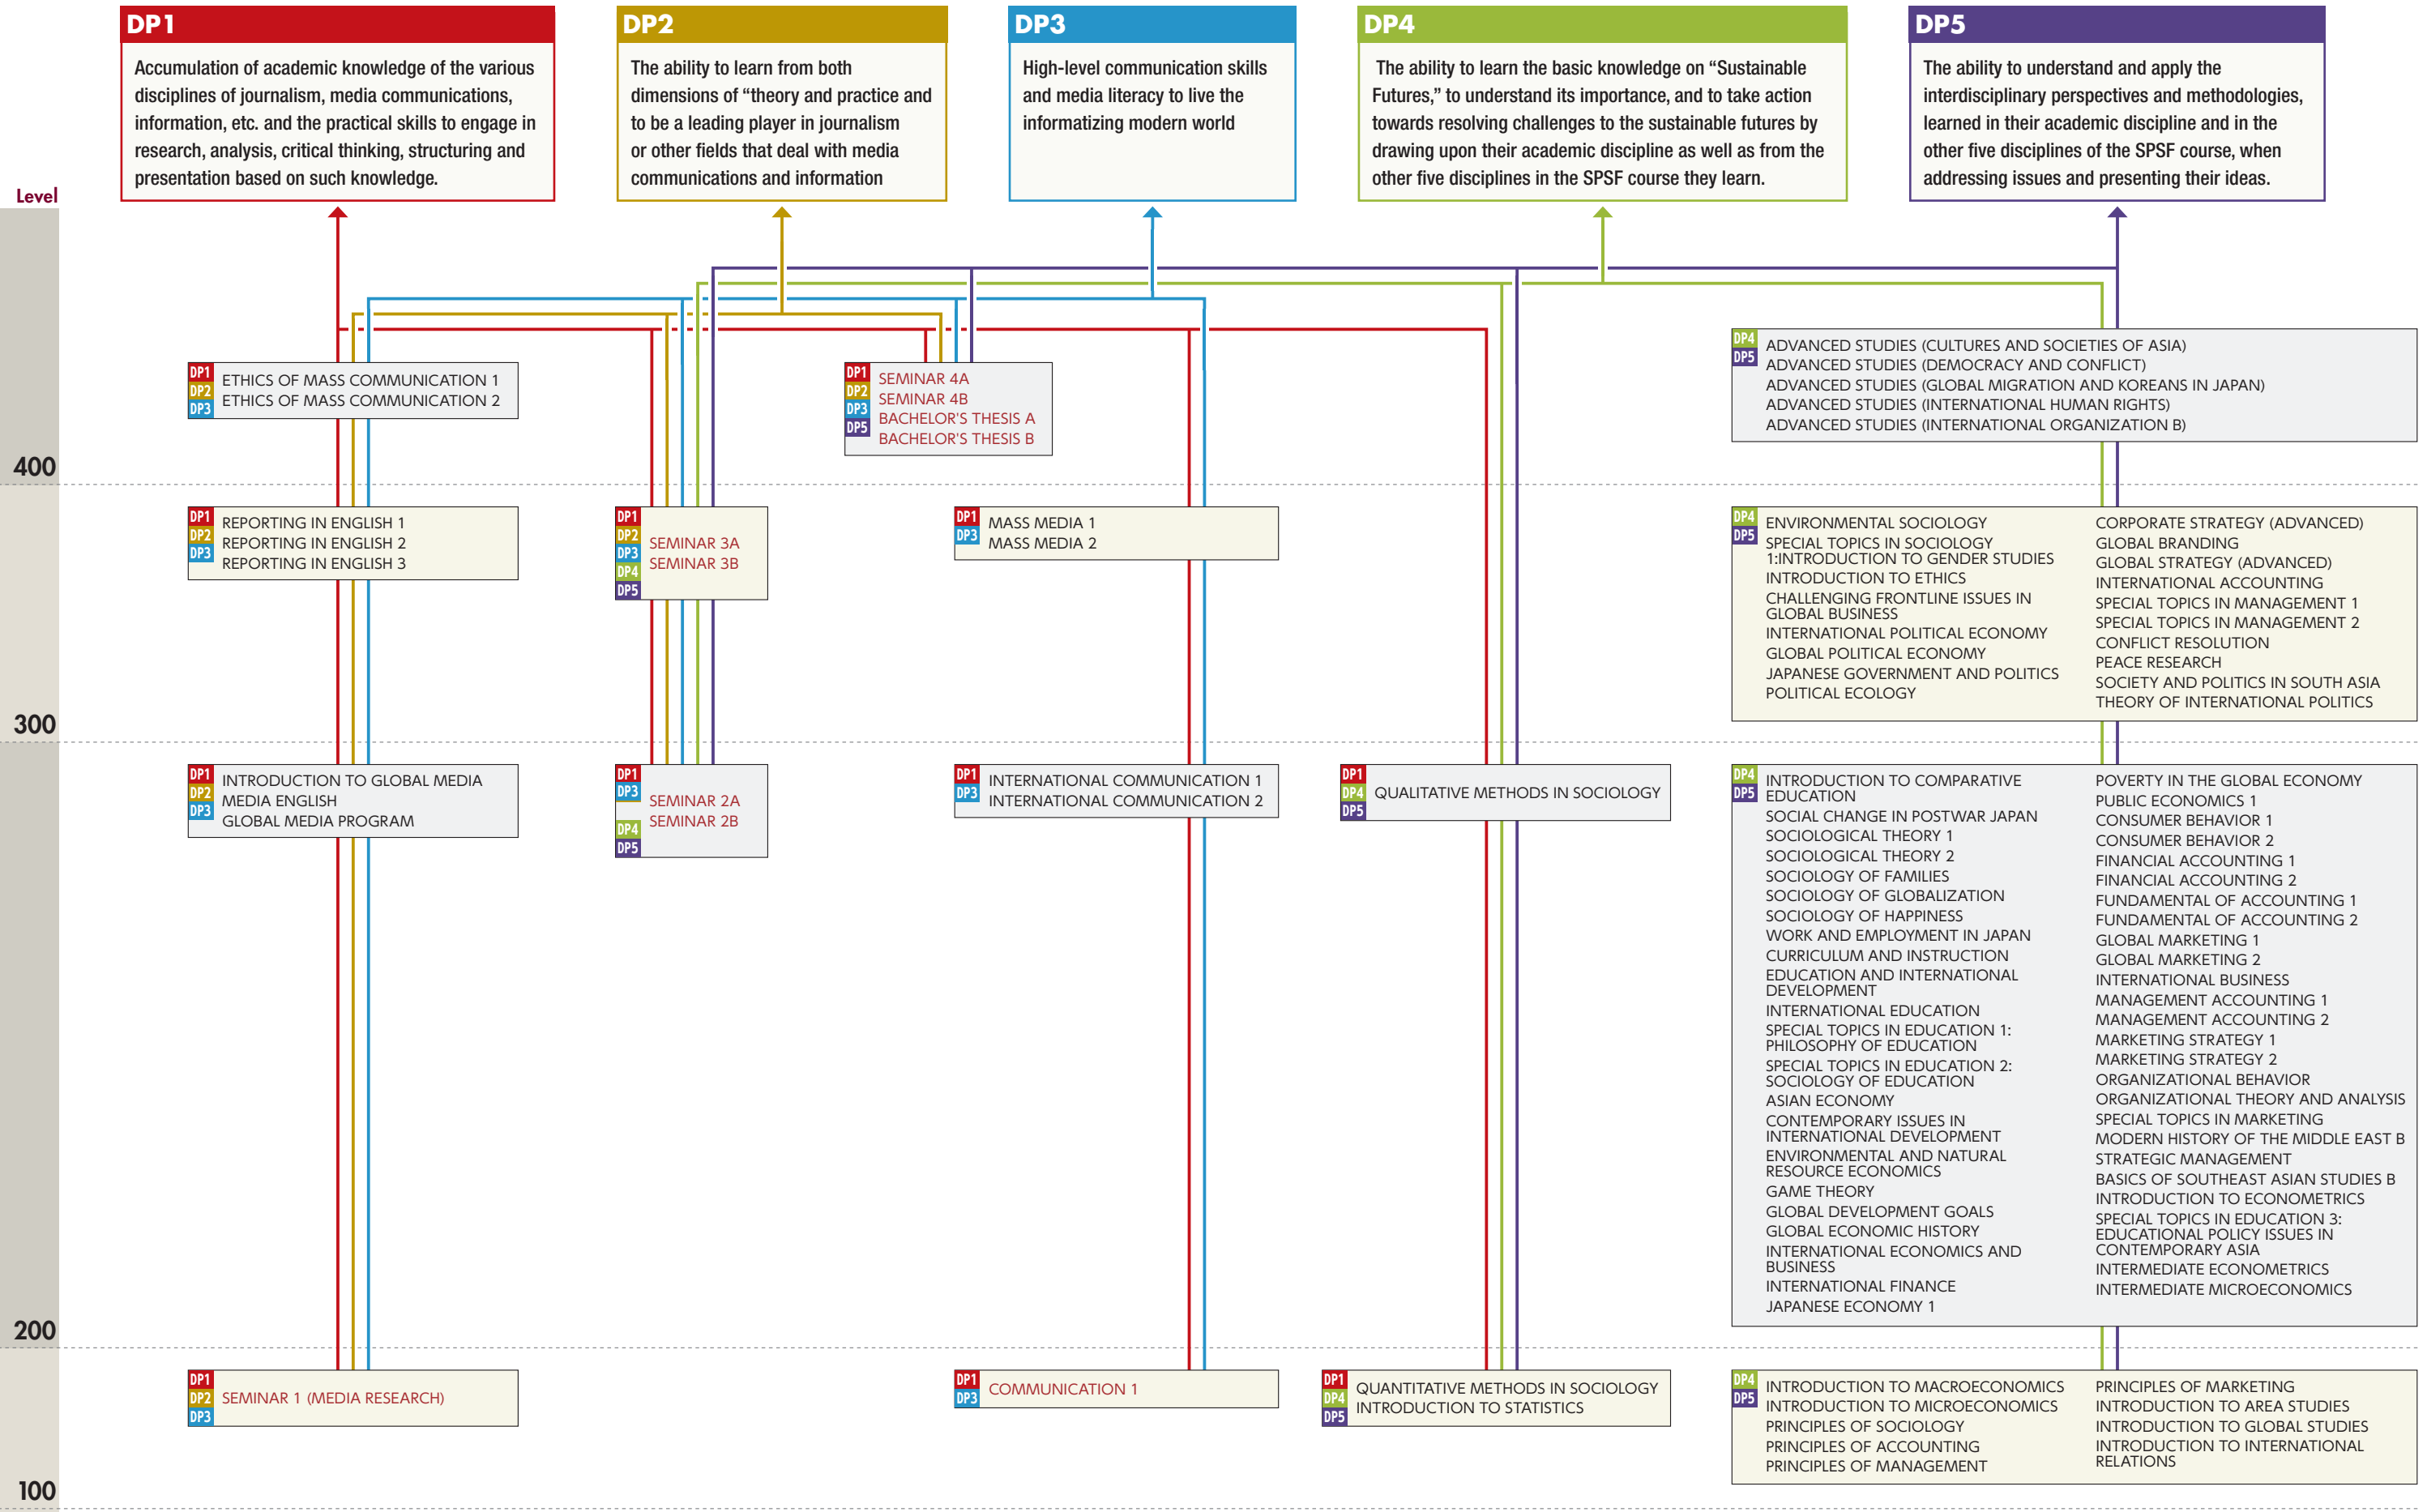 DP1
Accumulation of academic knowledge of the various
disciplines of journalism, media communications,
information, etc. and the practical skills to engage in
research, analysis, critical thinking, structuring and
presentation based on such knowledge.
DP2
The ability to learn from both
dimensions of “theory and practice and
to be a leading player in journalism
or other fields that deal with media
communications and information
DP3
High-level communication skills
and media literacy to live the
informatizing modern world
DP4
The ability to learn the basic knowledge on “Sustainable
Futures,” to understand its importance, and to take action
towards resolving challenges to the sustainable futures by
drawing upon their academic discipline as well as from the
other five disciplines in the SPSF course they learn.
DP5
The ability to understand and apply the
interdisciplinary perspectives and methodologies,
learned in their academic discipline and in the
other five disciplines of the SPSF course, when
addressing issues and presenting their ideas.
Level
DP1
DP2
DP3
ETHICS OF MASS COMMUNICATION 1
ETHICS OF MASS COMMUNICATION 2
DP1
DP2
DP3
DP5
SEMINAR 4A
SEMINAR 4B
BACHELOR'S THESIS A
BACHELOR'S THESIS B
DP4
DP5
ADVANCED STUDIES (CULTURES AND SOCIETIES OF ASIA)
ADVANCED STUDIES (DEMOCRACY AND CONFLICT)
ADVANCED STUDIES (GLOBAL MIGRATION AND KOREANS IN JAPAN)
ADVANCED STUDIES (INTERNATIONAL HUMAN RIGHTS)
ADVANCED STUDIES (INTERNATIONAL ORGANIZATION B)
400
DP1
DP2
DP3
REPORTING IN ENGLISH 1
REPORTING IN ENGLISH 2
REPORTING IN ENGLISH 3
DP1
DP2
DP3
DP4
DP5
SEMINAR 3A
SEMINAR 3B
DP1
DP3
MASS MEDIA 1
MASS MEDIA 2
DP4
DP5
ENVIRONMENTAL SOCIOLOGY
SPECIAL TOPICS IN SOCIOLOGY
1:INTRODUCTION TO GENDER STUDIES
INTRODUCTION TO ETHICS
CHALLENGING FRONTLINE ISSUES IN
GLOBAL BUSINESS
INTERNATIONAL POLITICAL ECONOMY
GLOBAL POLITICAL ECONOMY
JAPANESE GOVERNMENT AND POLITICS
POLITICAL ECOLOGY
CORPORATE STRATEGY (ADVANCED)
GLOBAL BRANDING
GLOBAL STRATEGY (ADVANCED)
INTERNATIONAL ACCOUNTING
SPECIAL TOPICS IN MANAGEMENT 1
SPECIAL TOPICS IN MANAGEMENT 2
CONFLICT RESOLUTION
PEACE RESEARCH
SOCIETY AND POLITICS IN SOUTH ASIA
THEORY OF INTERNATIONAL POLITICS
300
DP1
DP2
DP3
INTRODUCTION TO GLOBAL MEDIA
MEDIA ENGLISH
GLOBAL MEDIA PROGRAM
DP1
DP3
DP4
DP5
SEMINAR 2A
SEMINAR 2B
DP1
DP3
INTERNATIONAL COMMUNICATION 1
INTERNATIONAL COMMUNICATION 2
DP1
DP4
DP5
QUALITATIVE METHODS IN SOCIOLOGY
DP4
DP5
INTRODUCTION TO COMPARATIVE
EDUCATION
SOCIAL CHANGE IN POSTWAR JAPAN
SOCIOLOGICAL THEORY 1
SOCIOLOGICAL THEORY 2
SOCIOLOGY OF FAMILIES
SOCIOLOGY OF GLOBALIZATION
SOCIOLOGY OF HAPPINESS
WORK AND EMPLOYMENT IN JAPAN
CURRICULUM AND INSTRUCTION
EDUCATION AND INTERNATIONAL
DEVELOPMENT
INTERNATIONAL EDUCATION
SPECIAL TOPICS IN EDUCATION 1:
PHILOSOPHY OF EDUCATION
SPECIAL TOPICS IN EDUCATION 2:
SOCIOLOGY OF EDUCATION
ASIAN ECONOMY
CONTEMPORARY ISSUES IN
INTERNATIONAL DEVELOPMENT
ENVIRONMENTAL AND NATURAL
RESOURCE ECONOMICS
GAME THEORY
GLOBAL DEVELOPMENT GOALS
GLOBAL ECONOMIC HISTORY
INTERNATIONAL ECONOMICS AND
BUSINESS
INTERNATIONAL FINANCE
JAPANESE ECONOMY 1
POVERTY IN THE GLOBAL ECONOMY
PUBLIC ECONOMICS 1
CONSUMER BEHAVIOR 1
CONSUMER BEHAVIOR 2
FINANCIAL ACCOUNTING 1
FINANCIAL ACCOUNTING 2
FUNDAMENTAL OF ACCOUNTING 1
FUNDAMENTAL OF ACCOUNTING 2
GLOBAL MARKETING 1
GLOBAL MARKETING 2
INTERNATIONAL BUSINESS
MANAGEMENT ACCOUNTING 1
MANAGEMENT ACCOUNTING 2
MARKETING STRATEGY 1
MARKETING STRATEGY 2
ORGANIZATIONAL BEHAVIOR
ORGANIZATIONAL THEORY AND ANALYSIS
SPECIAL TOPICS IN MARKETING
MODERN HISTORY OF THE MIDDLE EAST B
STRATEGIC MANAGEMENT
BASICS OF SOUTHEAST ASIAN STUDIES B
INTRODUCTION TO ECONOMETRICS
SPECIAL TOPICS IN EDUCATION 3:
EDUCATIONAL POLICY ISSUES IN
CONTEMPORARY ASIA
INTERMEDIATE ECONOMETRICS
INTERMEDIATE MICROECONOMICS
200
DP1
DP2
DP3
SEMINAR 1 (MEDIA RESEARCH)
DP1
DP3
COMMUNICATION 1
DP1
DP4
DP5
QUANTITATIVE METHODS IN SOCIOLOGY
INTRODUCTION TO STATISTICS
DP4
DP5
INTRODUCTION TO MACROECONOMICS
INTRODUCTION TO MICROECONOMICS
PRINCIPLES OF SOCIOLOGY
PRINCIPLES OF ACCOUNTING
PRINCIPLES OF MANAGEMENT
PRINCIPLES OF MARKETING
INTRODUCTION TO AREA STUDIES
INTRODUCTION TO GLOBAL STUDIES
INTRODUCTION TO INTERNATIONAL
RELATIONS
100